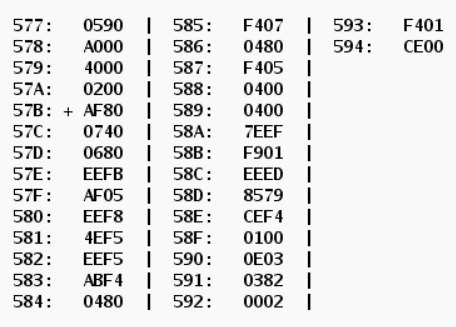 577: 0590 | 585: F407 | 593: F401
578: A000 | 586: 0480 | 594: CE00
579: 4000 | 587: F405 |
57A: 0200 | 588: 0400 |
57B: + AF80 | 589: 0400 |
57C: 0740 | 58A: 7EEF |
57D: 0680 | 58B: F901 |
57E: EEFB | 58C: EEED |
57F: AF05 | 58D: 8579 |
580: EEF8 | 58E: CEF4 |
581: 4EF5 | 58F: 0100 |
582: EEF5 | 590: 0E03 |
583: ABF4 | 591: 0382 |
584: 0480 | 592: 0002 |